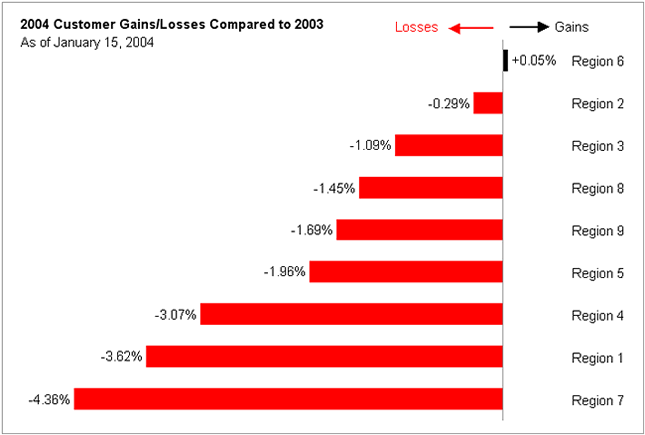 2004 Customer Gains/Losses Compared to 2003
As of January 15, 2004
Losses Gains
+0.05% Region 6
-0.29% Region 2
-1.09% Region 3
-1.45% Region 8
-1.69% Region 9
-1.96% Region 5
-3.07% Region 4
-3.62% Region 1
-4.36% Region 7